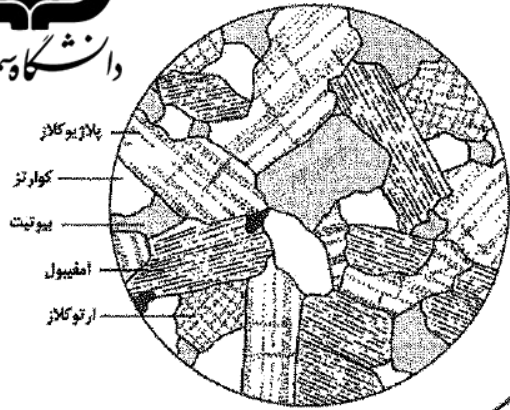 دانشگاه
پلاژیوکلاز
کوارتز
بیوتیت
آمفیبول
ارتوکلاز